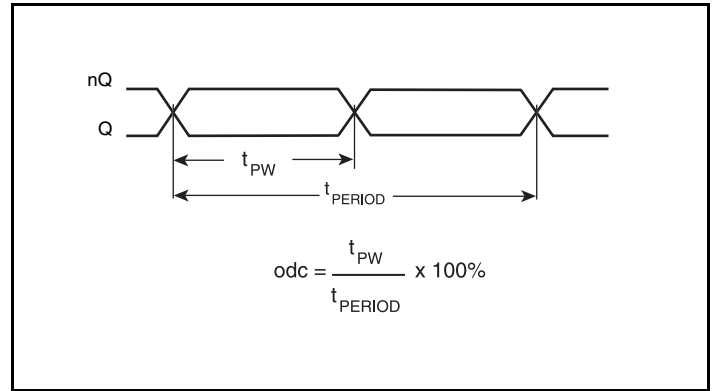 nQ
Q
tPW
tPERIOD
odc = tPW / tPERIOD x 100%